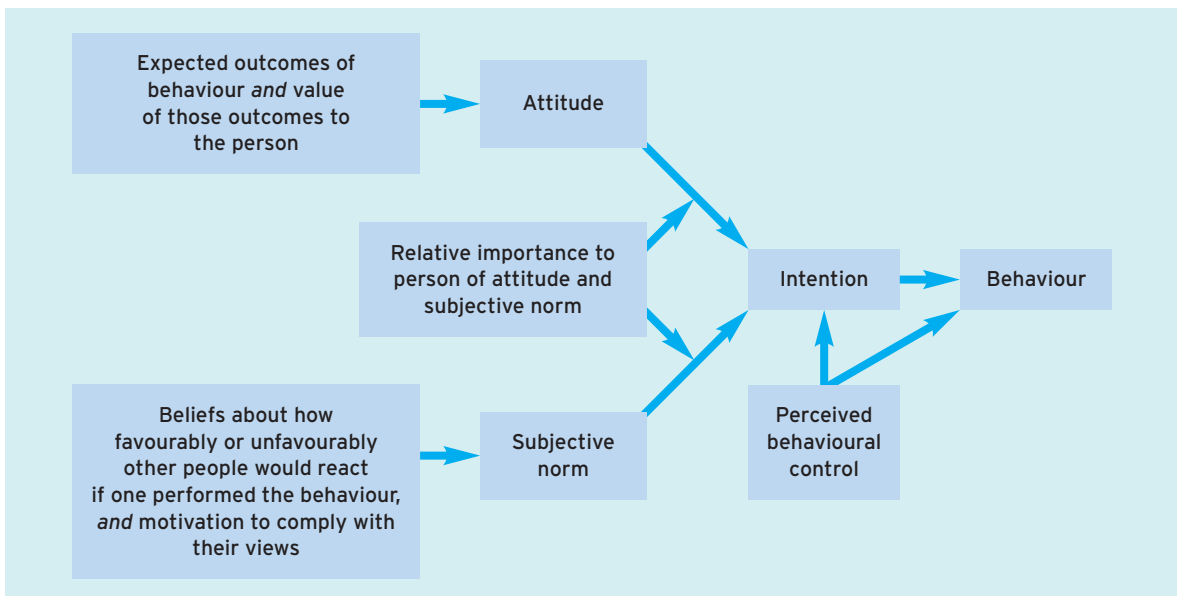 Expected outcomes of
behaviour and value
of those outcomes to
the person
Attitude
Relative importance to
person of attitude and
subjective norm
Intention
Behaviour
Beliefs about how
favourably or unfavourably
other people would react
if one performed the behaviour,
and motivation to comply with
their views
Subjective
norm
Perceived
behavioural
control